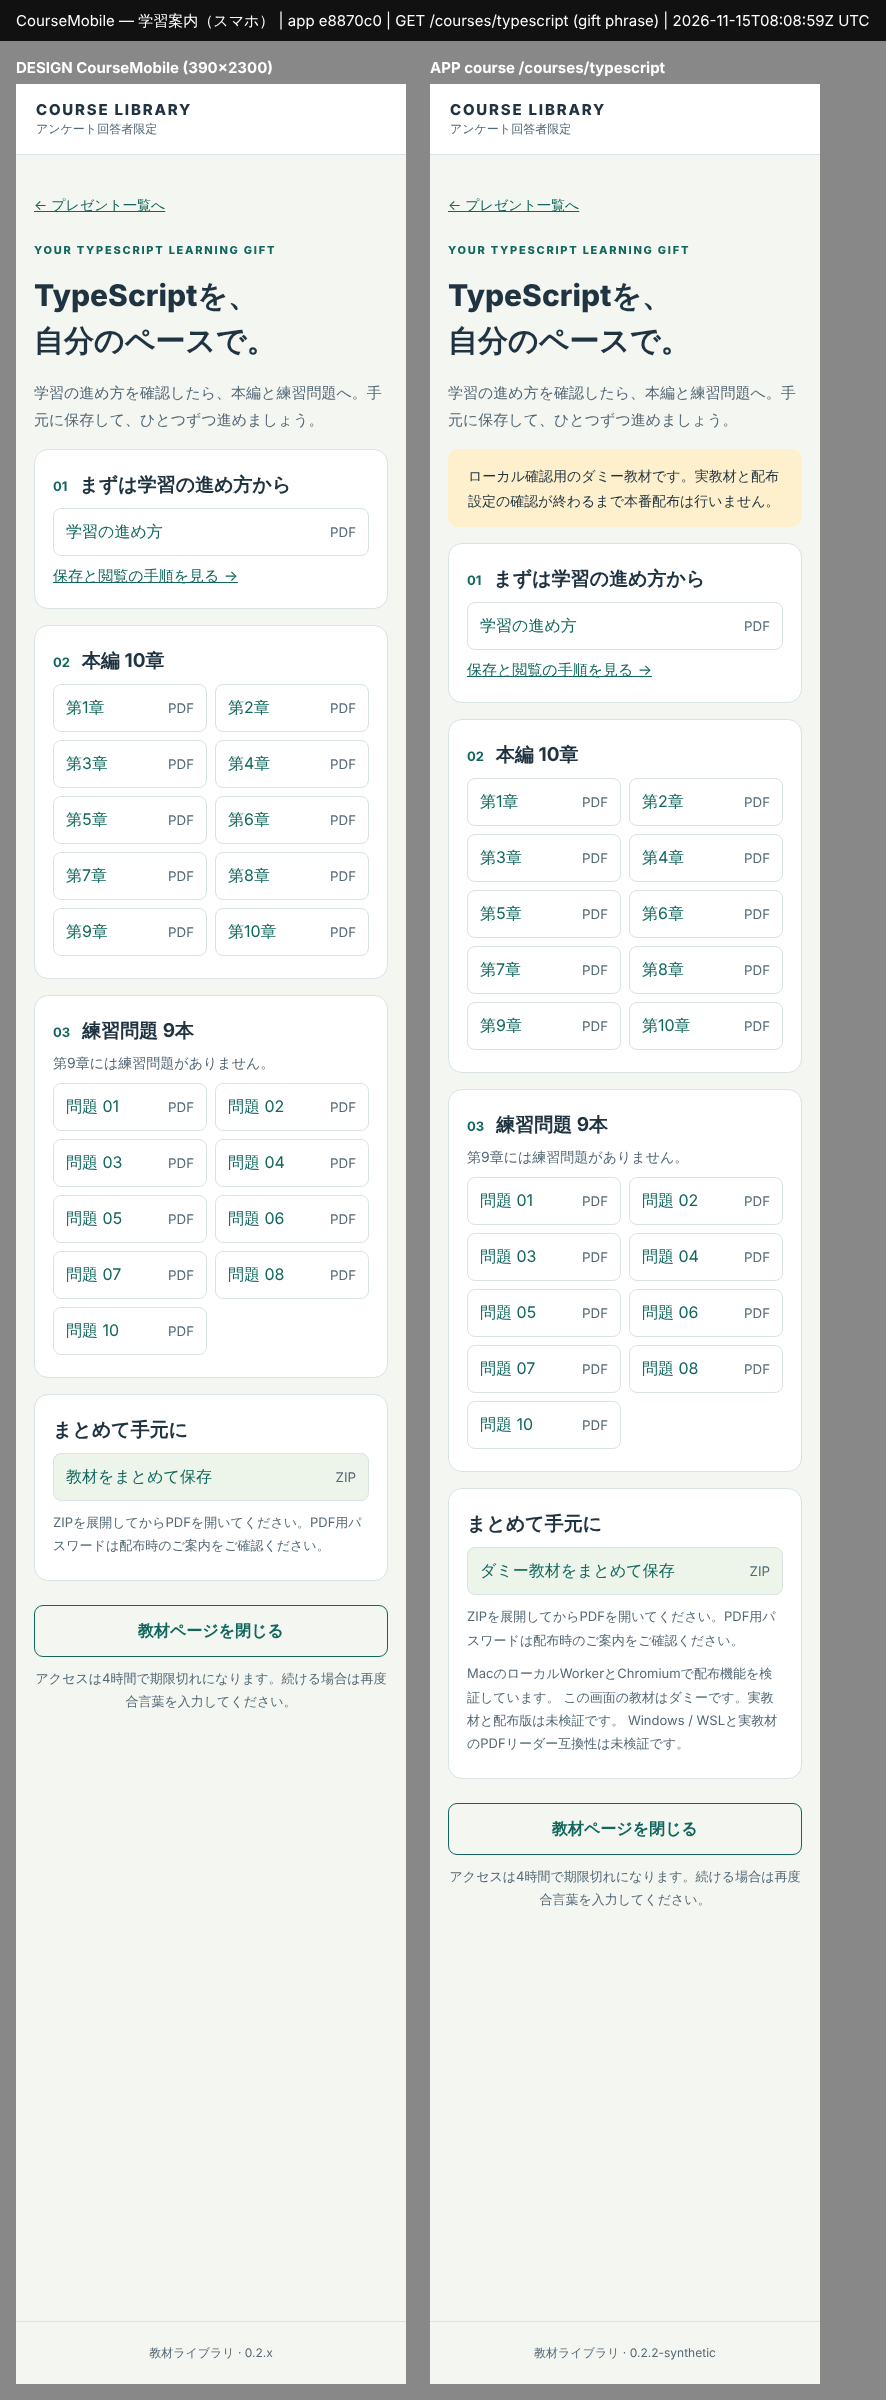 CourseMobile — 学習案内（スマホ） | app e8870c0 | GET /courses/typescript (gift phrase) | 2026-11-15T08:08:59Z UTC
DESIGN CourseMobile (390×2300)
COURSE LIBRARY
アンケート回答者限定
← プレゼント一覧へ
YOUR TYPESCRIPT LEARNING GIFT
TypeScriptを、
自分のペースで。
学習の進め方を確認したら、本編と練習問題へ。手
元に保存して、ひとつずつ進めましょう。
01 まずは学習の進め方から
学習の進め方 PDF
保存と閲覧の手順を見る →
02 本編 10章
第1章 PDF 第2章 PDF
第3章 PDF 第4章 PDF
第5章 PDF 第6章 PDF
第7章 PDF 第8章 PDF
第9章 PDF 第10章 PDF
03 練習問題 9本
第9章には練習問題がありません。
問題 01 PDF 問題 02 PDF
問題 03 PDF 問題 04 PDF
問題 05 PDF 問題 06 PDF
問題 07 PDF 問題 08 PDF
問題 10 PDF
まとめて手元に
教材をまとめて保存 ZIP
ZIPを展開してからPDFを開いてください。PDF用パ
スワードは配布時のご案内をご確認ください。
教材ページを閉じる
アクセスは4時間で期限切れになります。続ける場合は再度
合言葉を入力してください。
教材ライブラリ · 0.2.x
APP course /courses/typescript
COURSE LIBRARY
アンケート回答者限定
← プレゼント一覧へ
YOUR TYPESCRIPT LEARNING GIFT
TypeScriptを、
自分のペースで。
学習の進め方を確認したら、本編と練習問題へ。手
元に保存して、ひとつずつ進めましょう。
ローカル確認用のダミー教材です。実教材と配布
設定の確認が終わるまで本番配布は行いません。
01 まずは学習の進め方から
学習の進め方 PDF
保存と閲覧の手順を見る →
02 本編 10章
第1章 PDF 第2章 PDF
第3章 PDF 第4章 PDF
第5章 PDF 第6章 PDF
第7章 PDF 第8章 PDF
第9章 PDF 第10章 PDF
03 練習問題 9本
第9章には練習問題がありません。
問題 01 PDF 問題 02 PDF
問題 03 PDF 問題 04 PDF
問題 05 PDF 問題 06 PDF
問題 07 PDF 問題 08 PDF
問題 10 PDF
まとめて手元に
ダミー教材をまとめて保存 ZIP
ZIPを展開してからPDFを開いてください。PDF用パ
スワードは配布時のご案内をご確認ください。
MacのローカルWorkerとChromiumで配布機能を検
証しています。 この画面の教材はダミーです。実教
材と配布版は未検証です。 Windows / WSLと実教材
のPDFリーダー互換性は未検証です。
教材ページを閉じる
アクセスは4時間で期限切れになります。続ける場合は再度
合言葉を入力してください。
教材ライブラリ · 0.2.2-synthetic